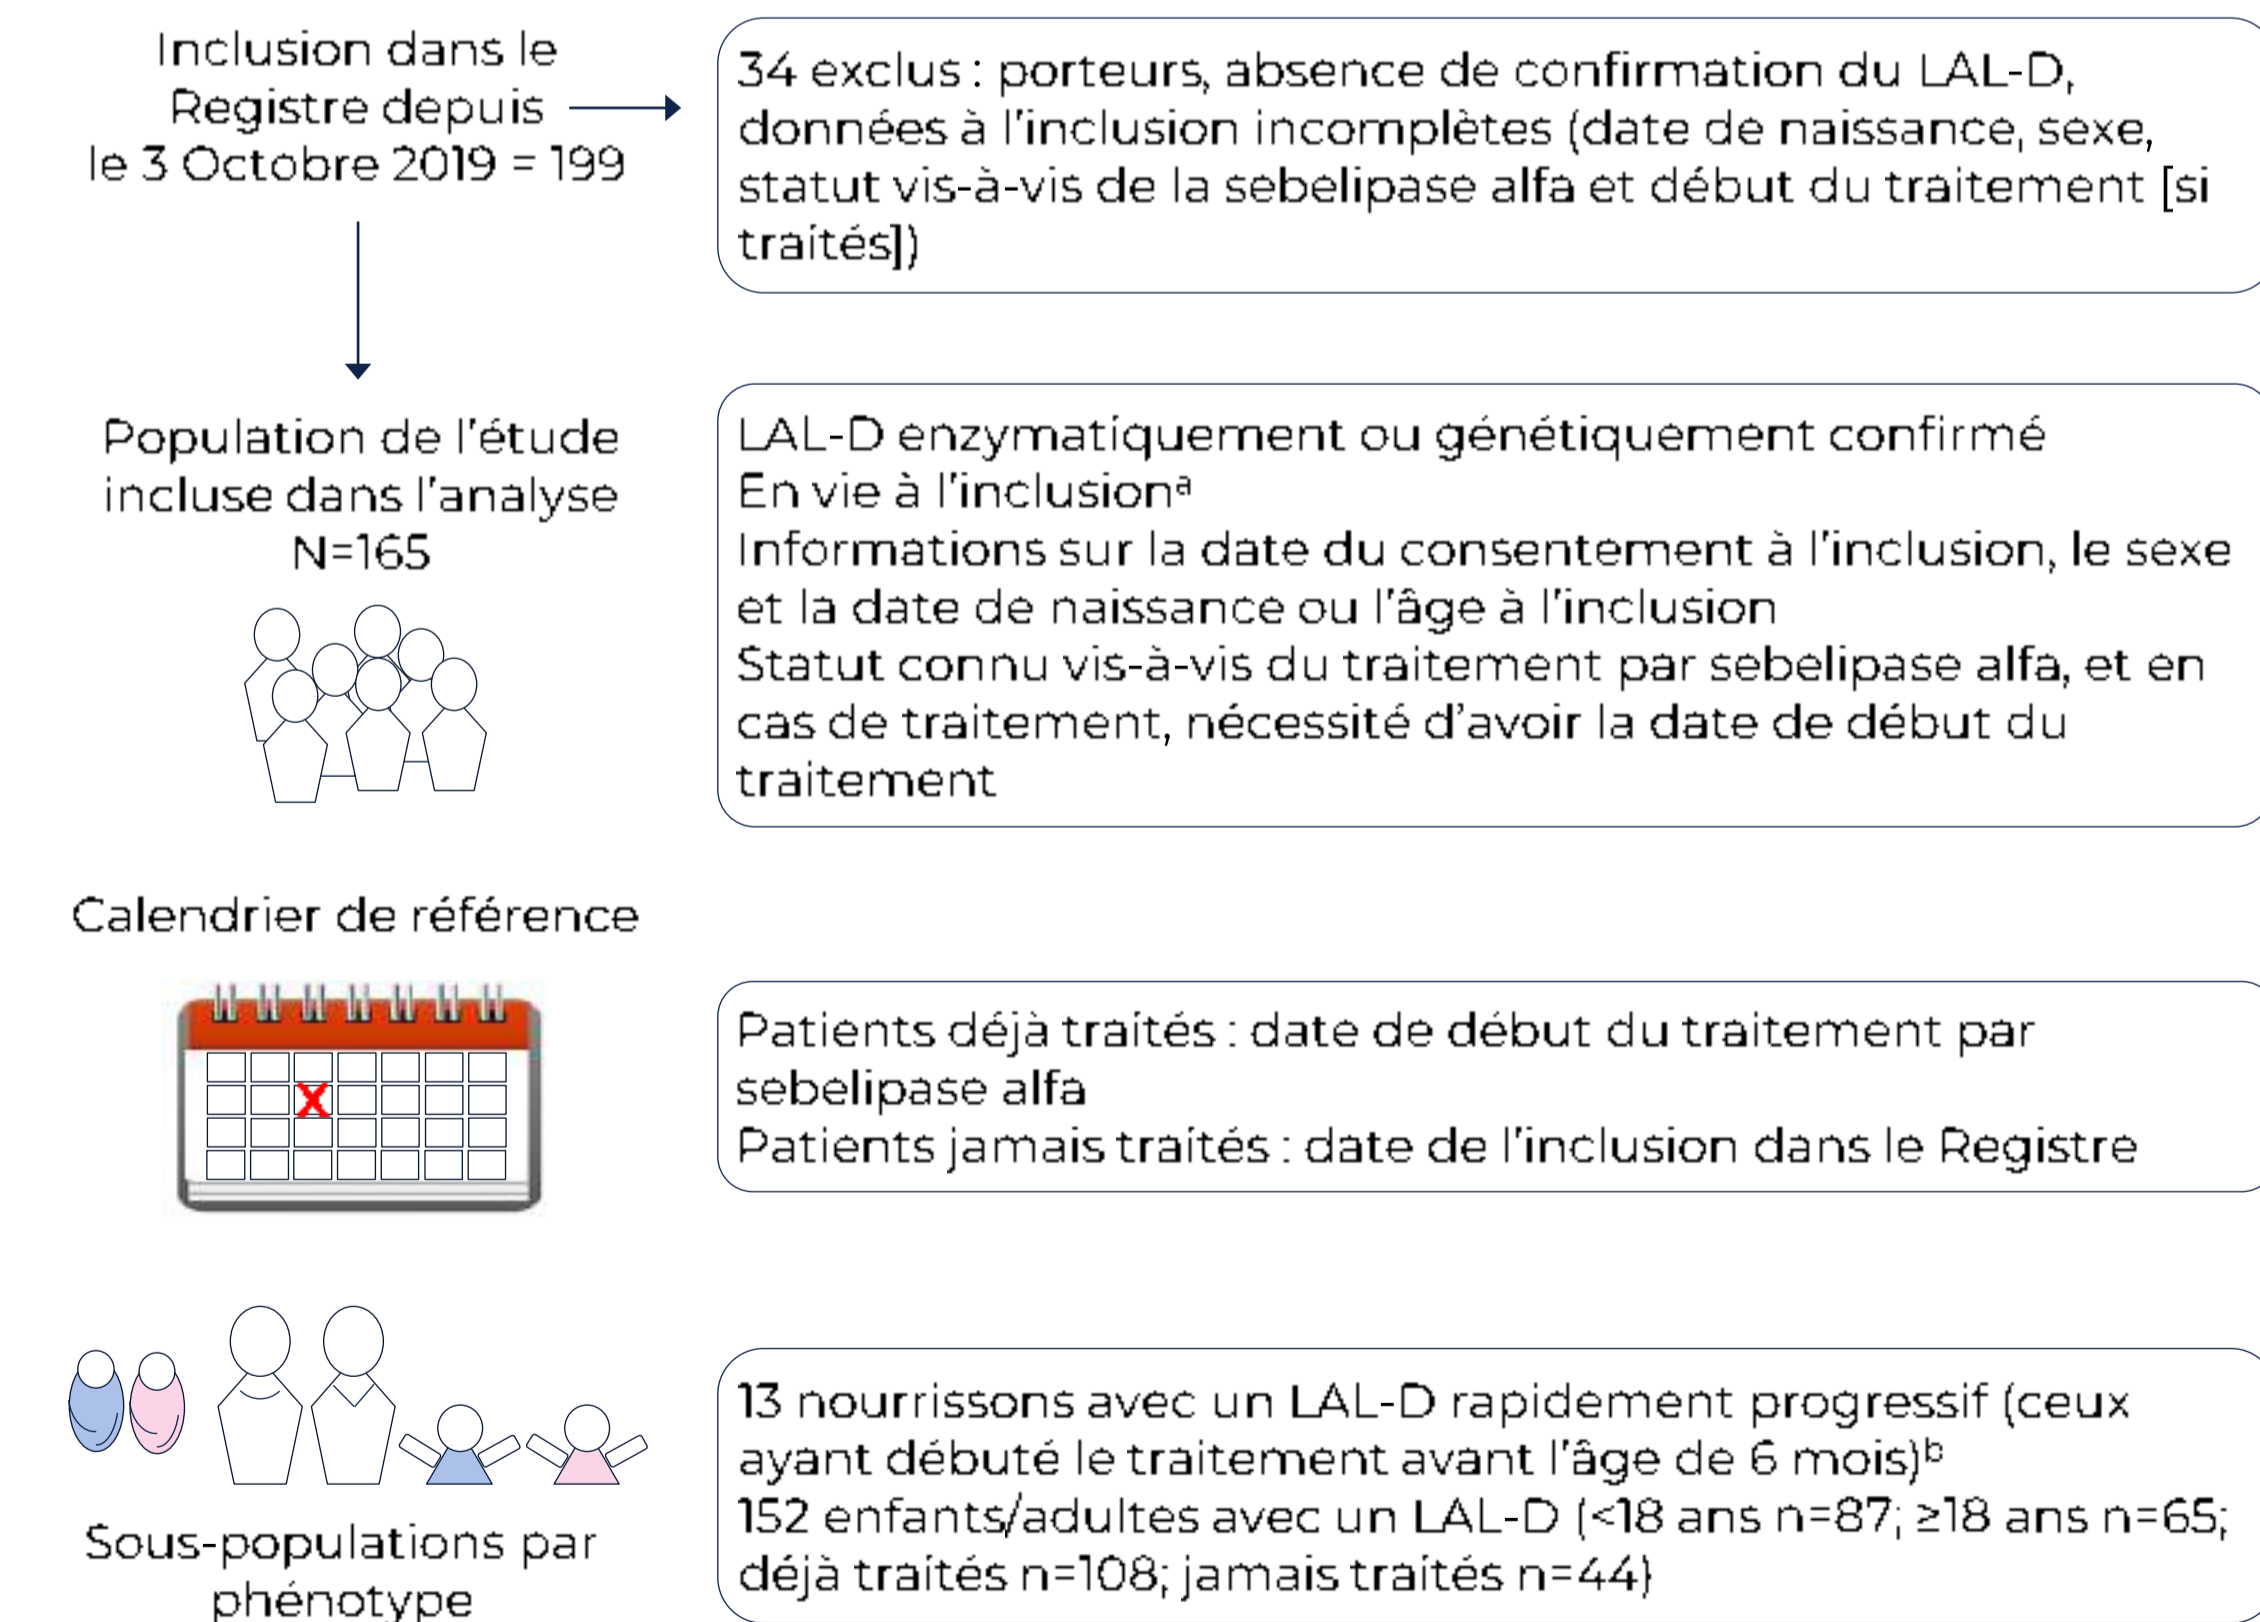 Inclusion dans le
Registre depuis
le 3 Octobre 2019 = 199
34 exclus : porteurs, absence de confirmation du LAL-D,
données à l'inclusion incomplètes (date de naissance, sexe,
statut vis-à-vis de la sebelipase alfa et début du traitement [si
traités])
Population de l'étude
incluse dans l'analyse
N=165
LAL-D enzymatiquement ou génétiquement confirmé
En vie à l'inclusionᵃ
Informations sur la date du consentement à l'inclusion, le sexe
et la date de naissance ou l'âge à l'inclusion
Statut connu vis-à-vis du traitement par sebelipase alfa, et en
cas de traitement, nécessité d’avoir la date de début du
traitement
Calendrier de référence
X
Patients déjà traités : date de début du traitement par
sebelipase alfa
Patients jamais traités : date de l'inclusion dans le Registre
13 nourrissons avec un LAL-D rapidement progressif (ceux
ayant débuté le traitement avant l'âge de 6 mois)ᵇ
152 enfants/adultes avec un LAL-D (<18 ans n=87; ≥18 ans n=65;
déjà traités n=108; jamais traités n=44)
Sous-populations par
phénotype